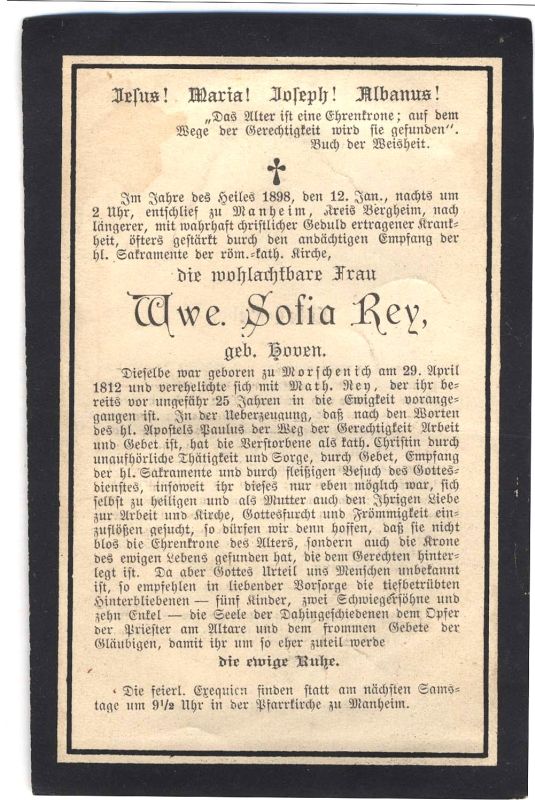 Jesus! Maria! Joseph! Albanus!
„Das Alter ist eine Ehrenkrone; auf dem
Wege der Gerechtigkeit wird sie gefunden".
Buch der Weisheit.
Im Jahre des Heiles 1898, den 12. Jan., nachts um
2 Uhr, entschlief zu Manheim, Kreis Bergheim, nach
längerer, mit wahrhaft christlicher Geduld ertragener Krank-
heit, öfters gestärkt durch den andächtigen Empfang der
hl. Sakramente der röm.-kath. Kirche,
die wohlachtbare Frau
Wwe. Sofia Rey,
geb. Hoven.
Dieselbe war geboren zu Morschenich am 29. April
1812 und verehelichte sich mit Math. Rey, der ihr be-
reits vor ungefähr 25 Jahren in die Ewigkeit vorange-
gangen ist. In der Ueberzeugung, daß nach den Worten
des hl. Apostels Paulus der Weg der Gerechtigkeit Arbeit
und Gebet ist, hat die Verstorbene als kath. Christin durch
unaufhörliche Thätigkeit und Sorge, durch Gebet, Empfang
der hl. Sakramente und durch fleißigen Besuch des Gottes-
dienstes, insoweit ihr dieses nur eben möglich war, sich
selbst zu heiligen und als Mutter auch den Ihrigen Liebe
zur Arbeit und Kirche, Gottesfurcht und Frömmigkeit ein-
zuflößen gesucht, so dürfen wir denn hoffen, daß sie nicht
blos die Ehrenkrone des Alters, sondern auch die Krone
des ewigen Lebens gefunden hat, die dem Gerechten hinter-
legt ist. Da aber Gottes Urteil uns Menschen unbekannt
ist, so empfehlen in liebender Vorsorge die tiefbetrübten
Hinterbliebenen — fünf Kinder, zwei Schwiegersöhne und
zehn Enkel — die Seele der Dahingeschiedenen dem Opfer
der Priester am Altare und dem frommen Gebete der
Gläubigen, damit ihr um so eher zuteil werde
die ewige Ruhe.
Die feierl. Exequien finden statt am nächsten Sams-
tage um 9½ Uhr in der Pfarrkirche zu Manheim.